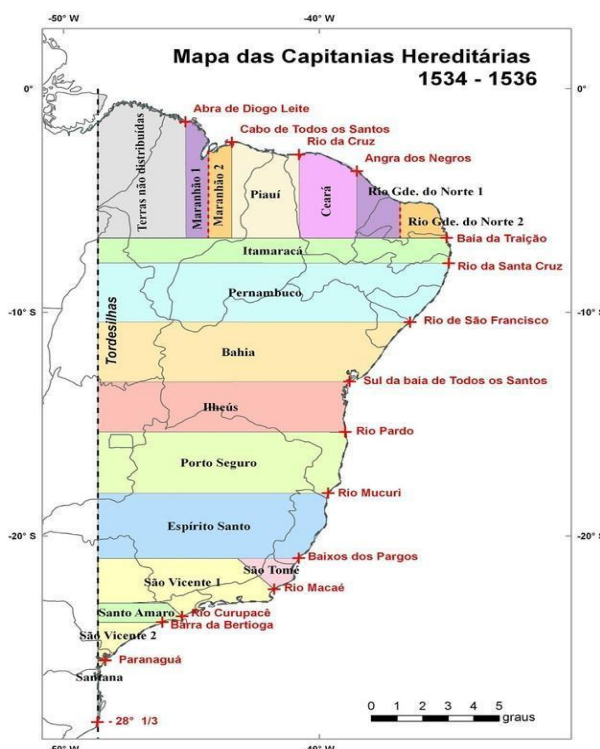 -50° W
-40° W
Mapa das Capitanias Hereditárias
1534 - 1536
0°
0°
Abra de Diogo Leite
Cabo de Todos os Santos
Rio da Cruz
Angra dos Negros
Terras não distribuídas
Maranhão 1
Maranhão 2
Piauí
Ceará
Rio Gde. do Norte 1
Rio Gde. do Norte 2
Baia da Traição
Itamaracá
Rio da Santa Cruz
Pernambuco
-10° S
-10° S
Rio de São Francisco
Tordesilhas
Bahia
Sul da baia de Todos os Santos
Ilheús
Rio Pardo
Porto Seguro
Rio Mucuri
Espírito Santo
-20° S
-20° S
Baixos dos Pargos
São Tomé
São Vicente 1
Rio Macaé
Santo Amaro
Rio Curupacê
Barra da Bertioga
São Vicente 2
Paranaguá
Santana
- 28° 1/3
0 1 2 3 4 5
graus
-50° W
-40° W